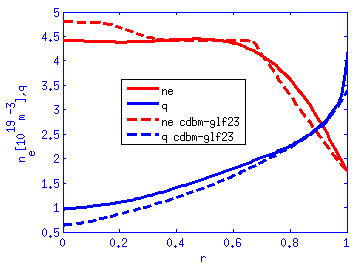 5
4.5
4
3.5
3
2.5
2
1.5
1
0.5
0 0.2 0.4 0.6 0.8 1
n_e [10^19 m^-3],q
r
ne
q
ne cdbm-glf23
q cdbm-glf23